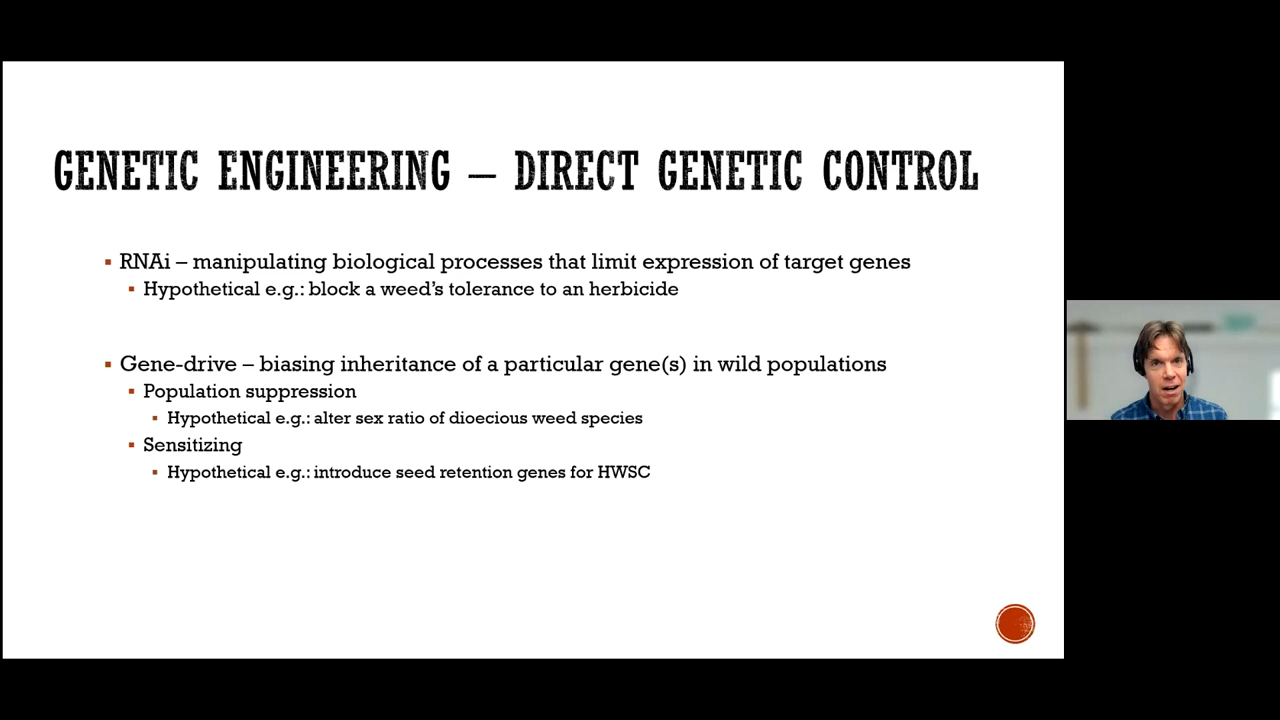 GENETIC ENGINEERING – DIRECT GENETIC CONTROL
▪ RNAi – manipulating biological processes that limit expression of target genes
▪ Hypothetical e.g.: block a weed's tolerance to an herbicide
▪ Gene-drive – biasing inheritance of a particular gene(s) in wild populations
▪ Population suppression
▪ Hypothetical e.g.: alter sex ratio of dioecious weed species
▪ Sensitizing
▪ Hypothetical e.g.: introduce seed retention genes for HWSC